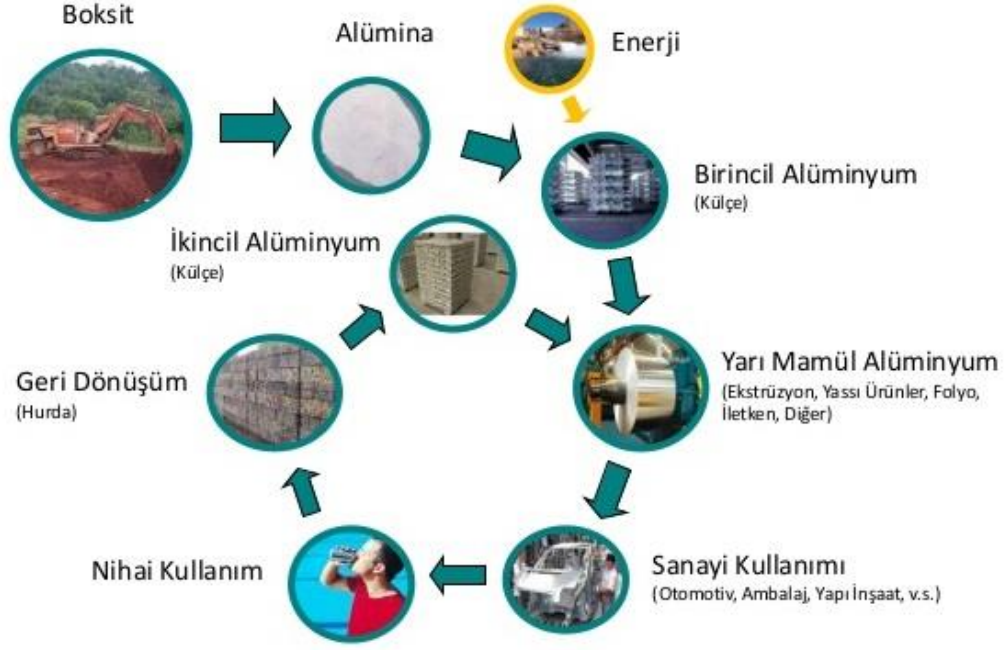 Boksit
Alümina
Enerji
Birincil Alüminyum
(Külçe)
İkincil Alüminyum
(Külçe)
Yarı Mamül Alüminyum
(Ekstrüzyon, Yassı Ürünler, Folyo,
İletken, Diğer)
Geri Dönüşüm
(Hurda)
Nihai Kullanım
Sanayi Kullanımı
(Otomotiv, Ambalaj, Yapı İnşaat, v.s.)